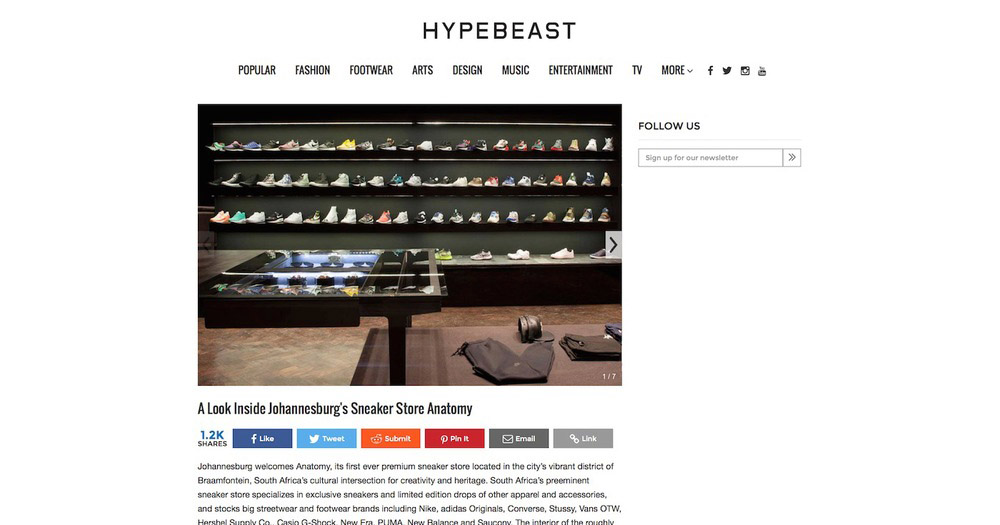 HYPEBEAST
POPULAR FASHION FOOTWEAR ARTS DESIGN MUSIC ENTERTAINMENT TV MORE
FOLLOW US
Sign up for our newsletter
1 / 7
A Look Inside Johannesburg's Sneaker Store Anatomy
1.2K
SHARES
Like Tweet Submit Pin It Email Link
Johannesburg welcomes Anatomy, its first ever premium sneaker store located in the city's vibrant district of
Braamfontein, South Africa's cultural intersection for creativity and heritage. South Africa's preeminent
sneaker store specializes in exclusive sneakers and limited edition drops of other apparel and accessories,
and stocks big streetwear and footwear brands including Nike, adidas Originals, Converse, Stussy, Vans OTW,
Hershel Supply Co., Casio G-Shock, New Era, PUMA, New Balance and Saucony. The interior of the roughly